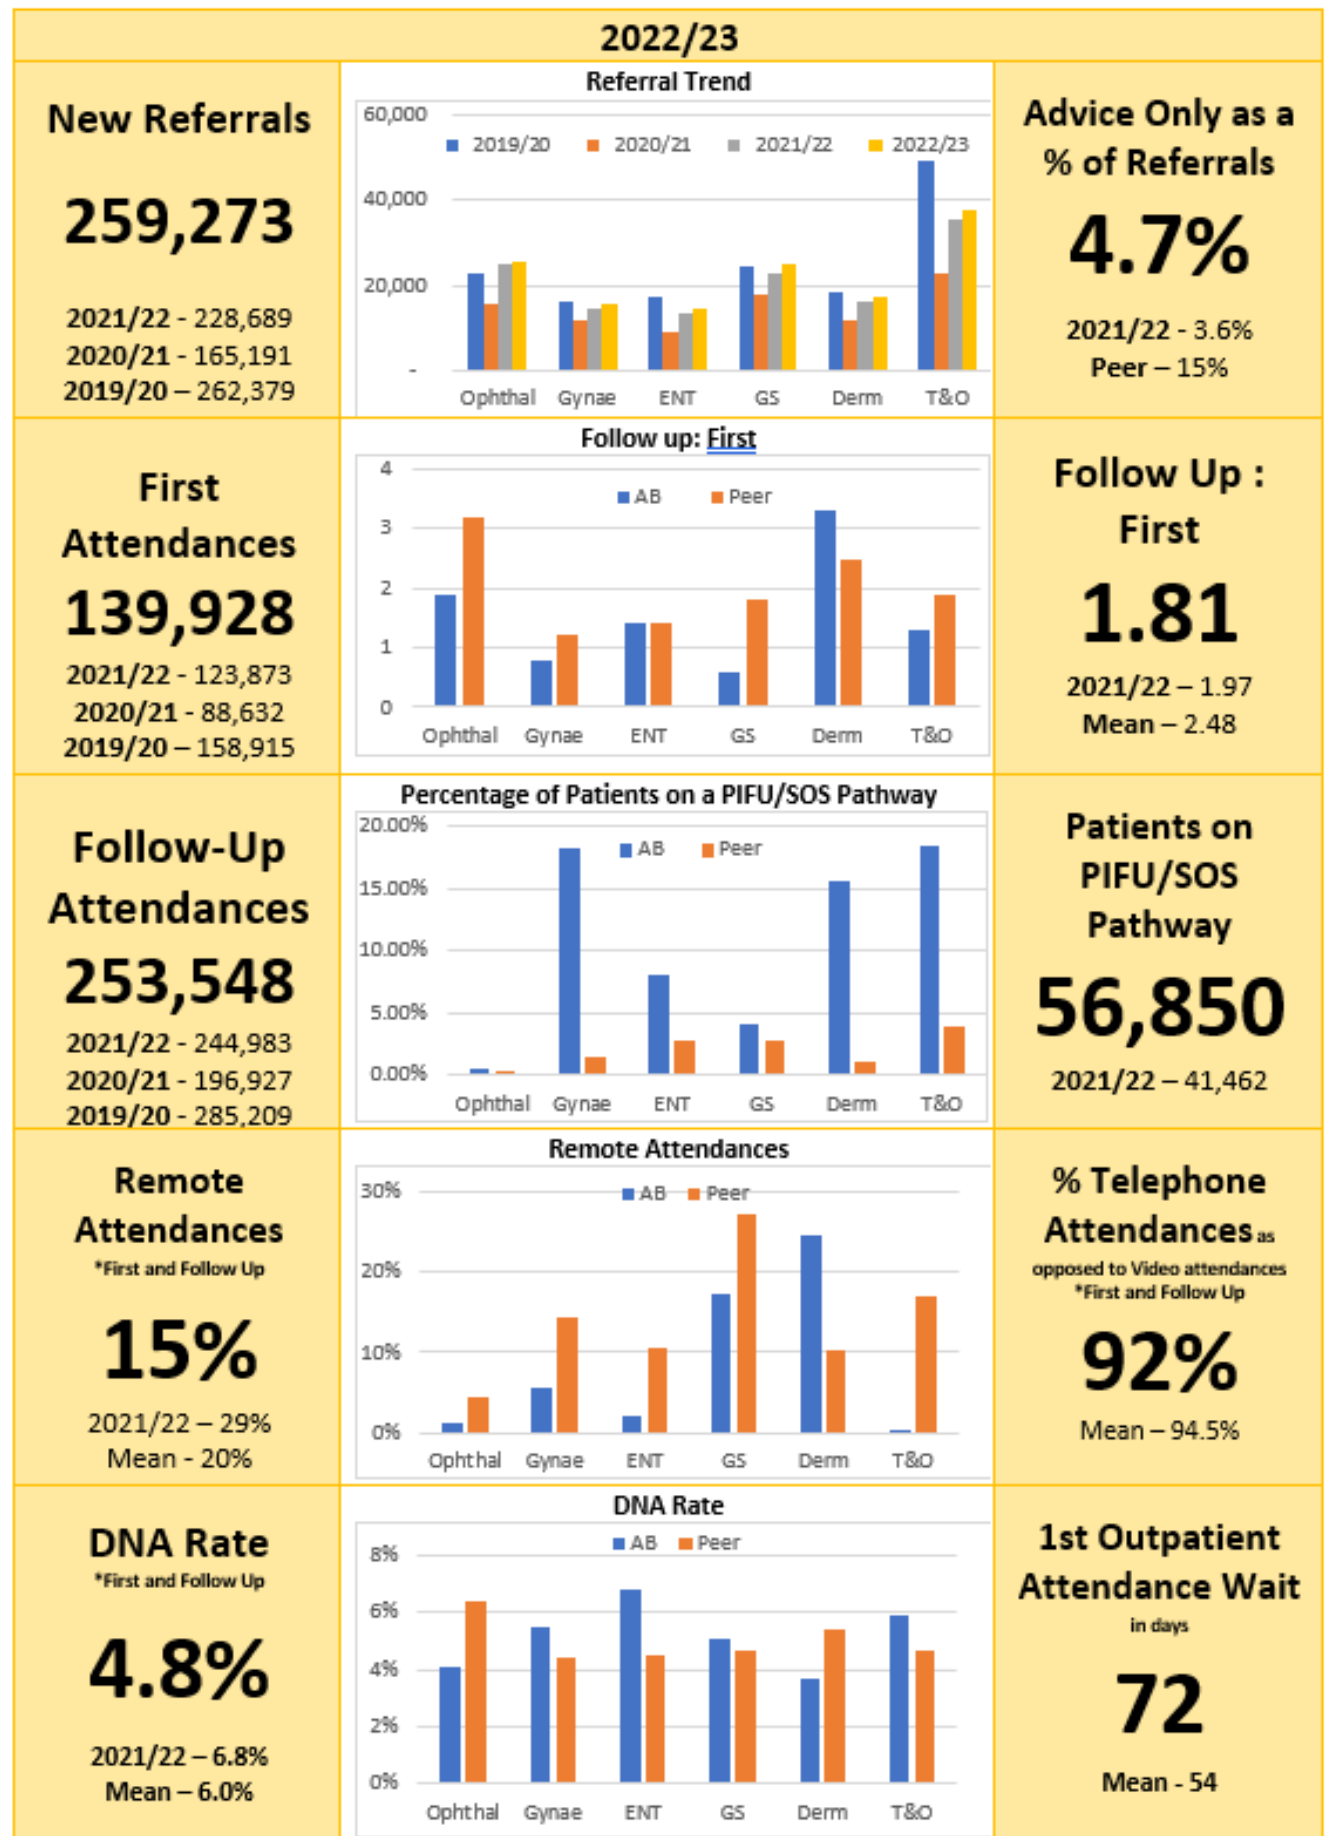 2022/23
New Referrals
259,273
2021/22 - 228,689
2020/21 - 165,191
2019/20 – 262,379
Referral Trend
60,000
2019/20 2020/21 2021/22 2022/23
40,000
20,000
-
Ophthal Gynae ENT GS Derm T&O
Advice Only as a
% of Referrals
4.7%
2021/22 - 3.6%
Peer – 15%
First
Attendances
139,928
2021/22 - 123,873
2020/21 - 88,632
2019/20 – 158,915
Follow up: First
4
AB Peer
3
2
1
0
Ophthal Gynae ENT GS Derm T&O
Follow Up :
First
1.81
2021/22 – 1.97
Mean – 2.48
Follow-Up
Attendances
253,548
2021/22 - 244,983
2020/21 - 196,927
2019/20 - 285,209
Percentage of Patients on a PIFU/SOS Pathway
20.00%
AB Peer
15.00%
10.00%
5.00%
0.00%
Ophthal Gynae ENT GS Derm T&O
Patients on
PIFU/SOS
Pathway
56,850
2021/22 – 41,462
Remote
Attendances
*First and Follow Up
15%
2021/22 – 29%
Mean - 20%
Remote Attendances
30%
AB Peer
20%
10%
0%
Ophthal Gynae ENT GS Derm T&O
% Telephone
Attendances as
opposed to Video attendances
*First and Follow Up
92%
Mean – 94.5%
DNA Rate
*First and Follow Up
4.8%
2021/22 – 6.8%
Mean – 6.0%
DNA Rate
AB Peer
8%
6%
4%
2%
0%
Ophthal Gynae ENT GS Derm T&O
1st Outpatient
Attendance Wait
in days
72
Mean - 54